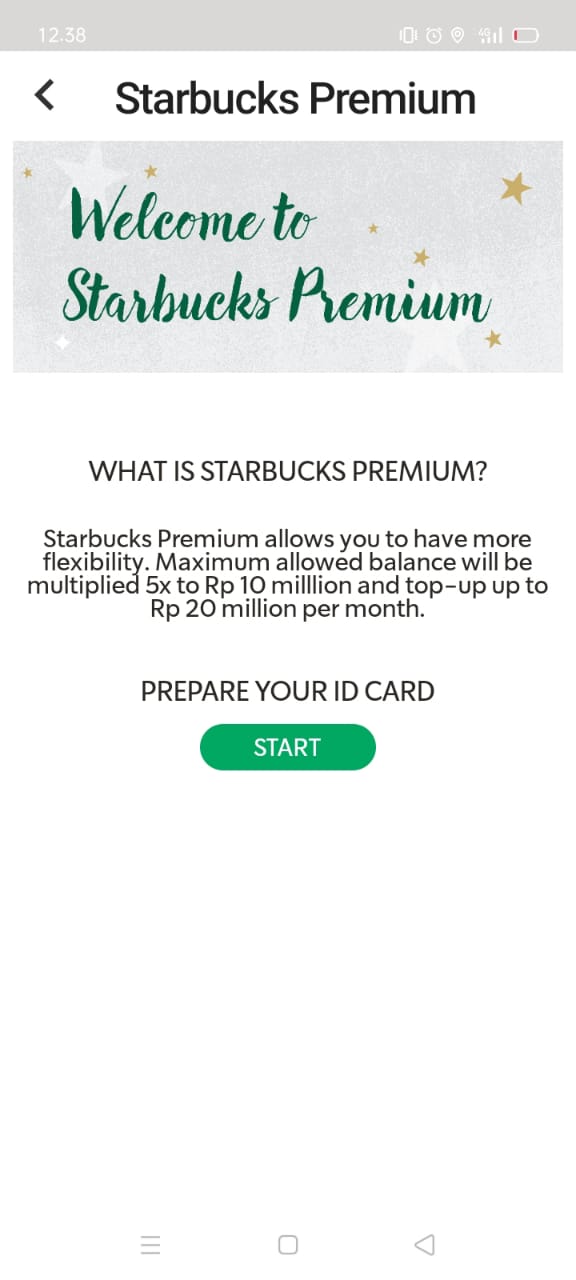 12.38
4G
Starbucks Premium
Welcome to
Starbucks Premium
WHAT IS STARBUCKS PREMIUM?
Starbucks Premium allows you to have more
flexibility. Maximum allowed balance will be
multiplied 5x to Rp 10 milllion and top-up up to
Rp 20 million per month.
PREPARE YOUR ID CARD
START